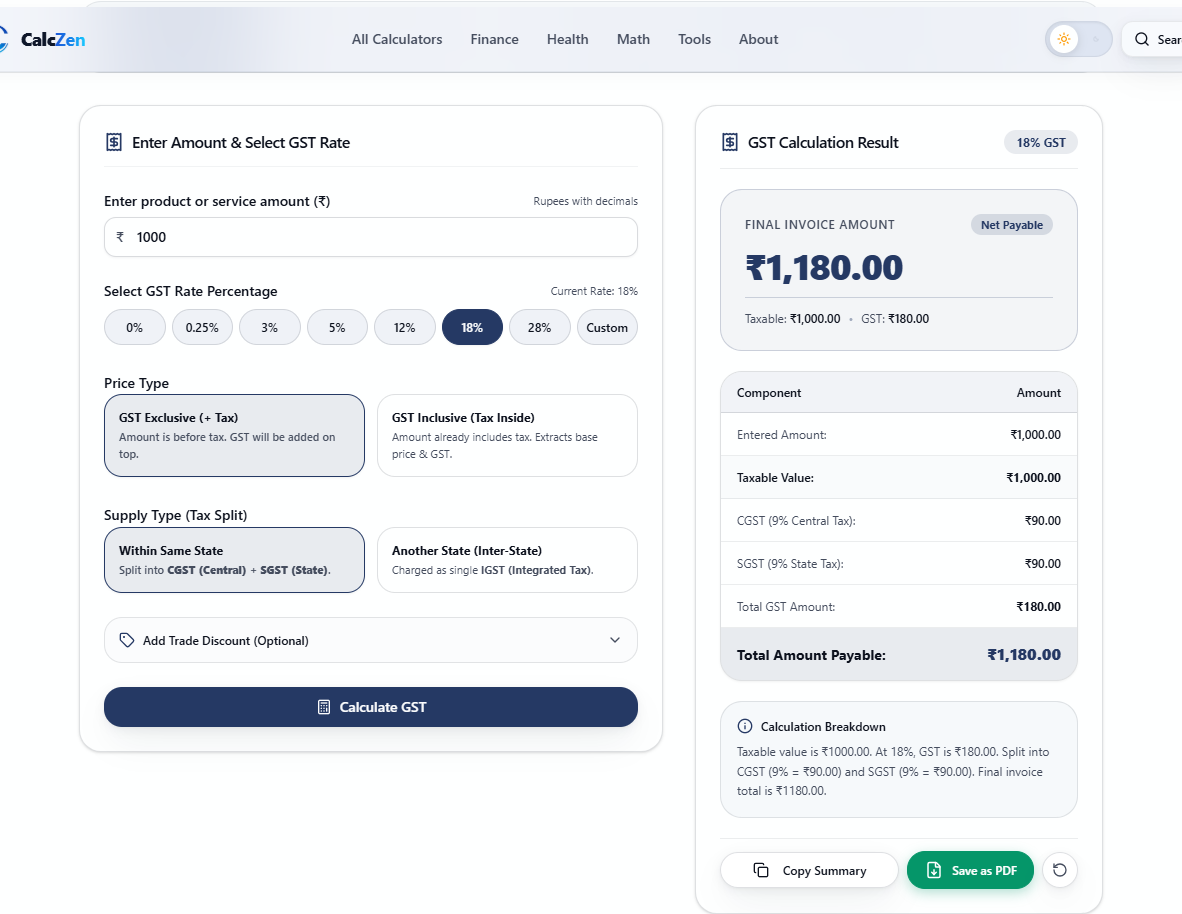 CalcZen
All Calculators Finance Health Math Tools About
Enter Amount & Select GST Rate
Enter product or service amount (₹) Rupees with decimals
₹ 1000
Select GST Rate Percentage Current Rate: 18%
0% 0.25% 3% 5% 12% 18% 28% Custom
Price Type
GST Exclusive (+ Tax)
Amount is before tax. GST will be added on
top.
GST Inclusive (Tax Inside)
Amount already includes tax. Extracts base
price & GST.
Supply Type (Tax Split)
Within Same State
Split into CGST (Central) + SGST (State).
Another State (Inter-State)
Charged as single IGST (Integrated Tax).
Add Trade Discount (Optional)
Calculate GST
GST Calculation Result 18% GST
FINAL INVOICE AMOUNT Net Payable
₹1,180.00
Taxable: ₹1,000.00 • GST: ₹180.00
Component Amount
Entered Amount: ₹1,000.00
Taxable Value: ₹1,000.00
CGST (9% Central Tax): ₹90.00
SGST (9% State Tax): ₹90.00
Total GST Amount: ₹180.00
Total Amount Payable: ₹1,180.00
Calculation Breakdown
Taxable value is ₹1000.00. At 18%, GST is ₹180.00. Split into
CGST (9% = ₹90.00) and SGST (9% = ₹90.00). Final invoice
total is ₹1180.00.
Copy Summary Save as PDF